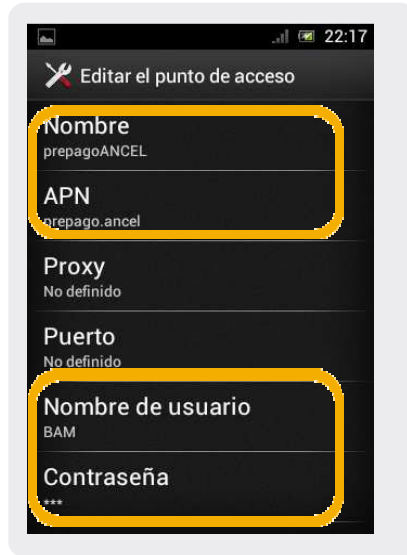 22:17
Editar el punto de acceso
Nombre
prepagoANCEL
APN
prepago.ancel
Proxy
No definido
Puerto
No definido
Nombre de usuario
BAM
Contraseña
***